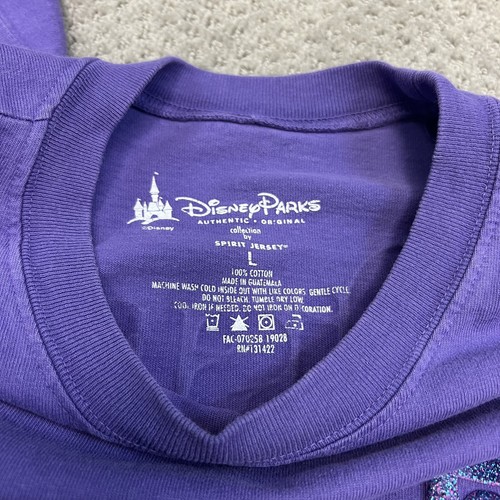 Disney PARKS
AUTHENTIC • ORIGINAL
©Disney
collection
by
SPIRIT JERSEY®
L
100% COTTON
MADE IN GUATEMALA
MACHINE WASH COLD INSIDE OUT WITH LIKE COLORS. GENTLE CYCLE.
DO NOT BLEACH. TUMBLE DRY LOW.
COOL IRON IF NEEDED. DO NOT IRON ON DECORATION.
FAC-070258 19028
RN#131422